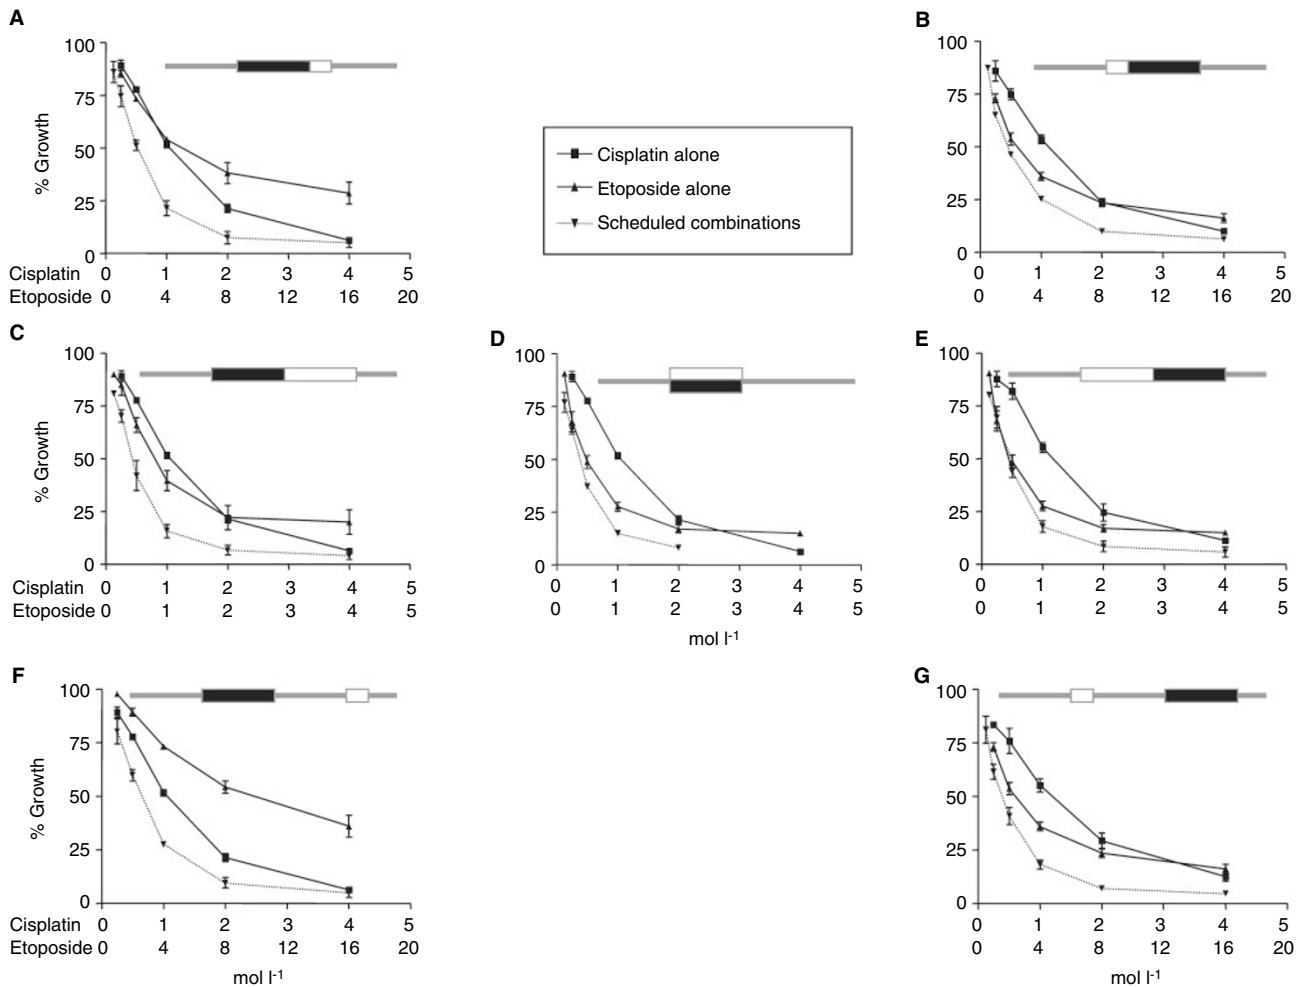 A
100
75
50
25
0
% Growth
Cisplatin 0 1 2 3 4 5
Etoposide 0 4 8 12 16 20
Cisplatin alone
Etoposide alone
Scheduled combinations
B
100
75
50
25
0
0 1 2 3 4 5
0 4 8 12 16 20
C
100
75
50
25
0
% Growth
Cisplatin 0 1 2 3 4 5
Etoposide 0 1 2 3 4 5
D
100
75
50
25
0
0 1 2 3 4 5
0 1 2 3 4 5
mol l-1
E
100
75
50
25
0
0 1 2 3 4 5
0 1 2 3 4 5
F
100
75
50
25
0
% Growth
Cisplatin 0 1 2 3 4 5
Etoposide 0 4 8 12 16 20
mol l-1
G
100
75
50
25
0
0 1 2 3 4 5
0 4 8 12 16 20
mol l-1